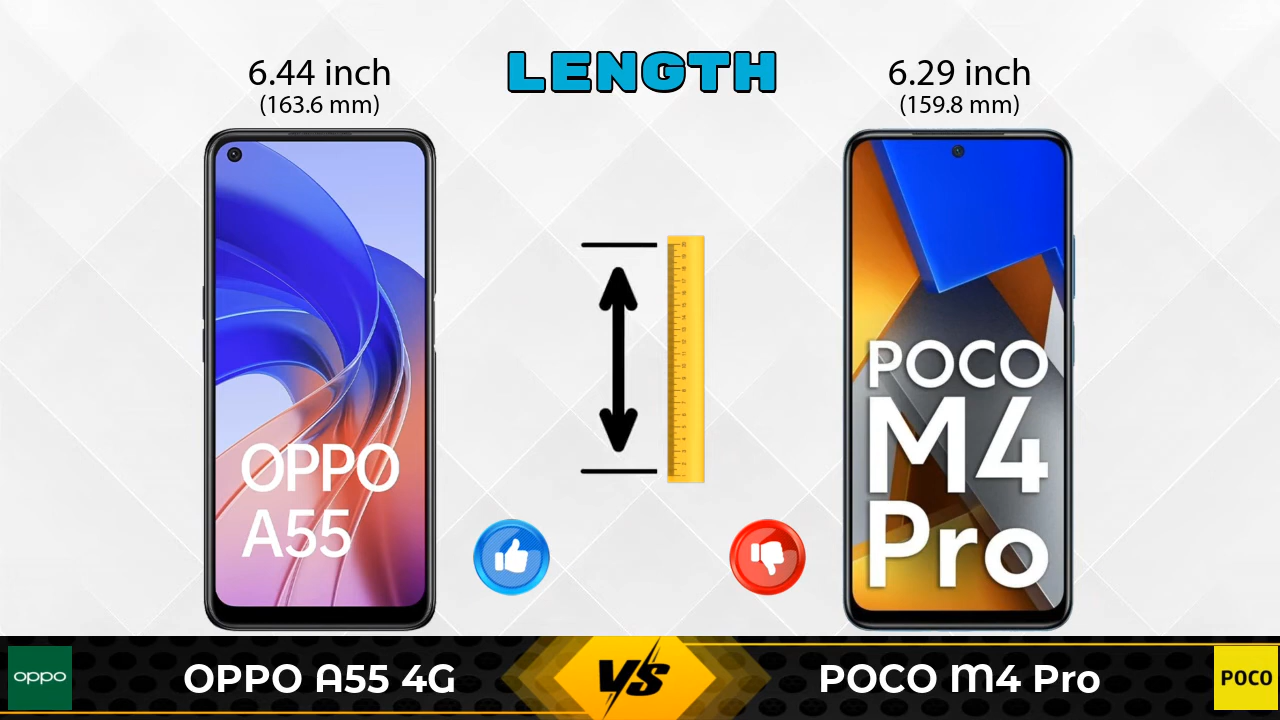 LENGTH
6.44 inch
(163.6 mm)
6.29 inch
(159.8 mm)
OPPO
A55
POCO
M4
Pro
oppo
OPPO A55 4G
VS
POCO M4 Pro
POCO